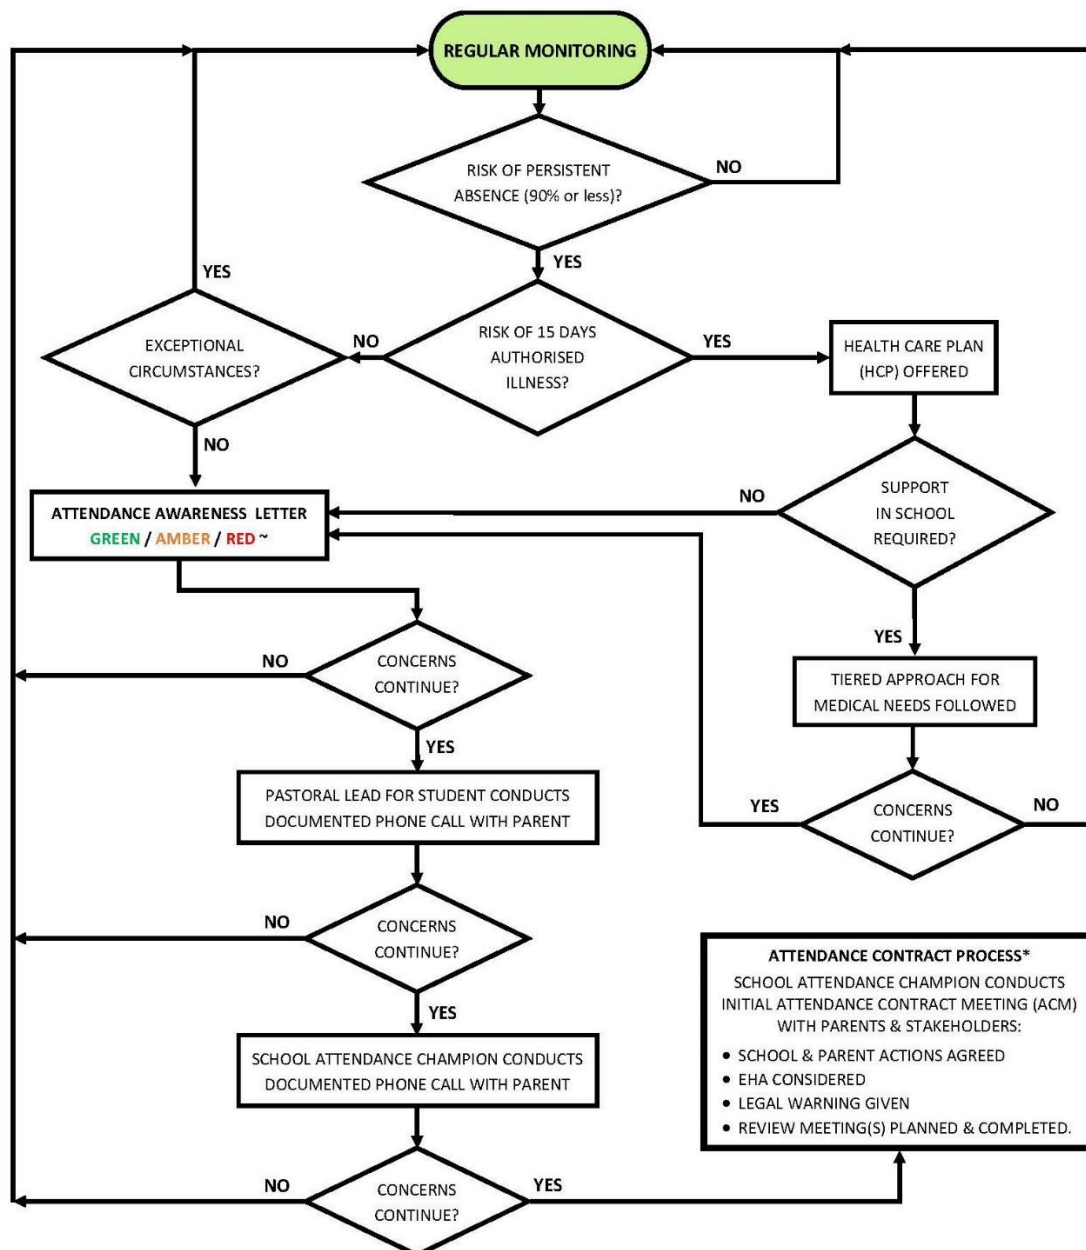 REGULAR MONITORING
RISK OF PERSISTENT
ABSENCE (90% or less)?
NO
YES
YES
EXCEPTIONAL
CIRCUMSTANCES?
NO
RISK OF 15 DAYS
AUTHORISED
ILLNESS?
YES
HEALTH CARE PLAN
(HCP) OFFERED
NO
ATTENDANCE AWARENESS LETTER
GREEN / AMBER / RED ~
NO
SUPPORT
IN SCHOOL
REQUIRED?
YES
NO
CONCERNS
CONTINUE?
YES
TIERED APPROACH FOR
MEDICAL NEEDS FOLLOWED
PASTORAL LEAD FOR STUDENT CONDUCTS
DOCUMENTED PHONE CALL WITH PARENT
YES
CONCERNS
CONTINUE?
NO
NO
CONCERNS
CONTINUE?
YES
SCHOOL ATTENDANCE CHAMPION CONDUCTS
DOCUMENTED PHONE CALL WITH PARENT
ATTENDANCE CONTRACT PROCESS*
SCHOOL ATTENDANCE CHAMPION CONDUCTS
INITIAL ATTENDANCE CONTRACT MEETING (ACM)
WITH PARENTS & STAKEHOLDERS:
• SCHOOL & PARENT ACTIONS AGREED
• EHA CONSIDERED
• LEGAL WARNING GIVEN
• REVIEW MEETING(S) PLANNED & COMPLETED.
NO
CONCERNS
CONTINUE?
YES